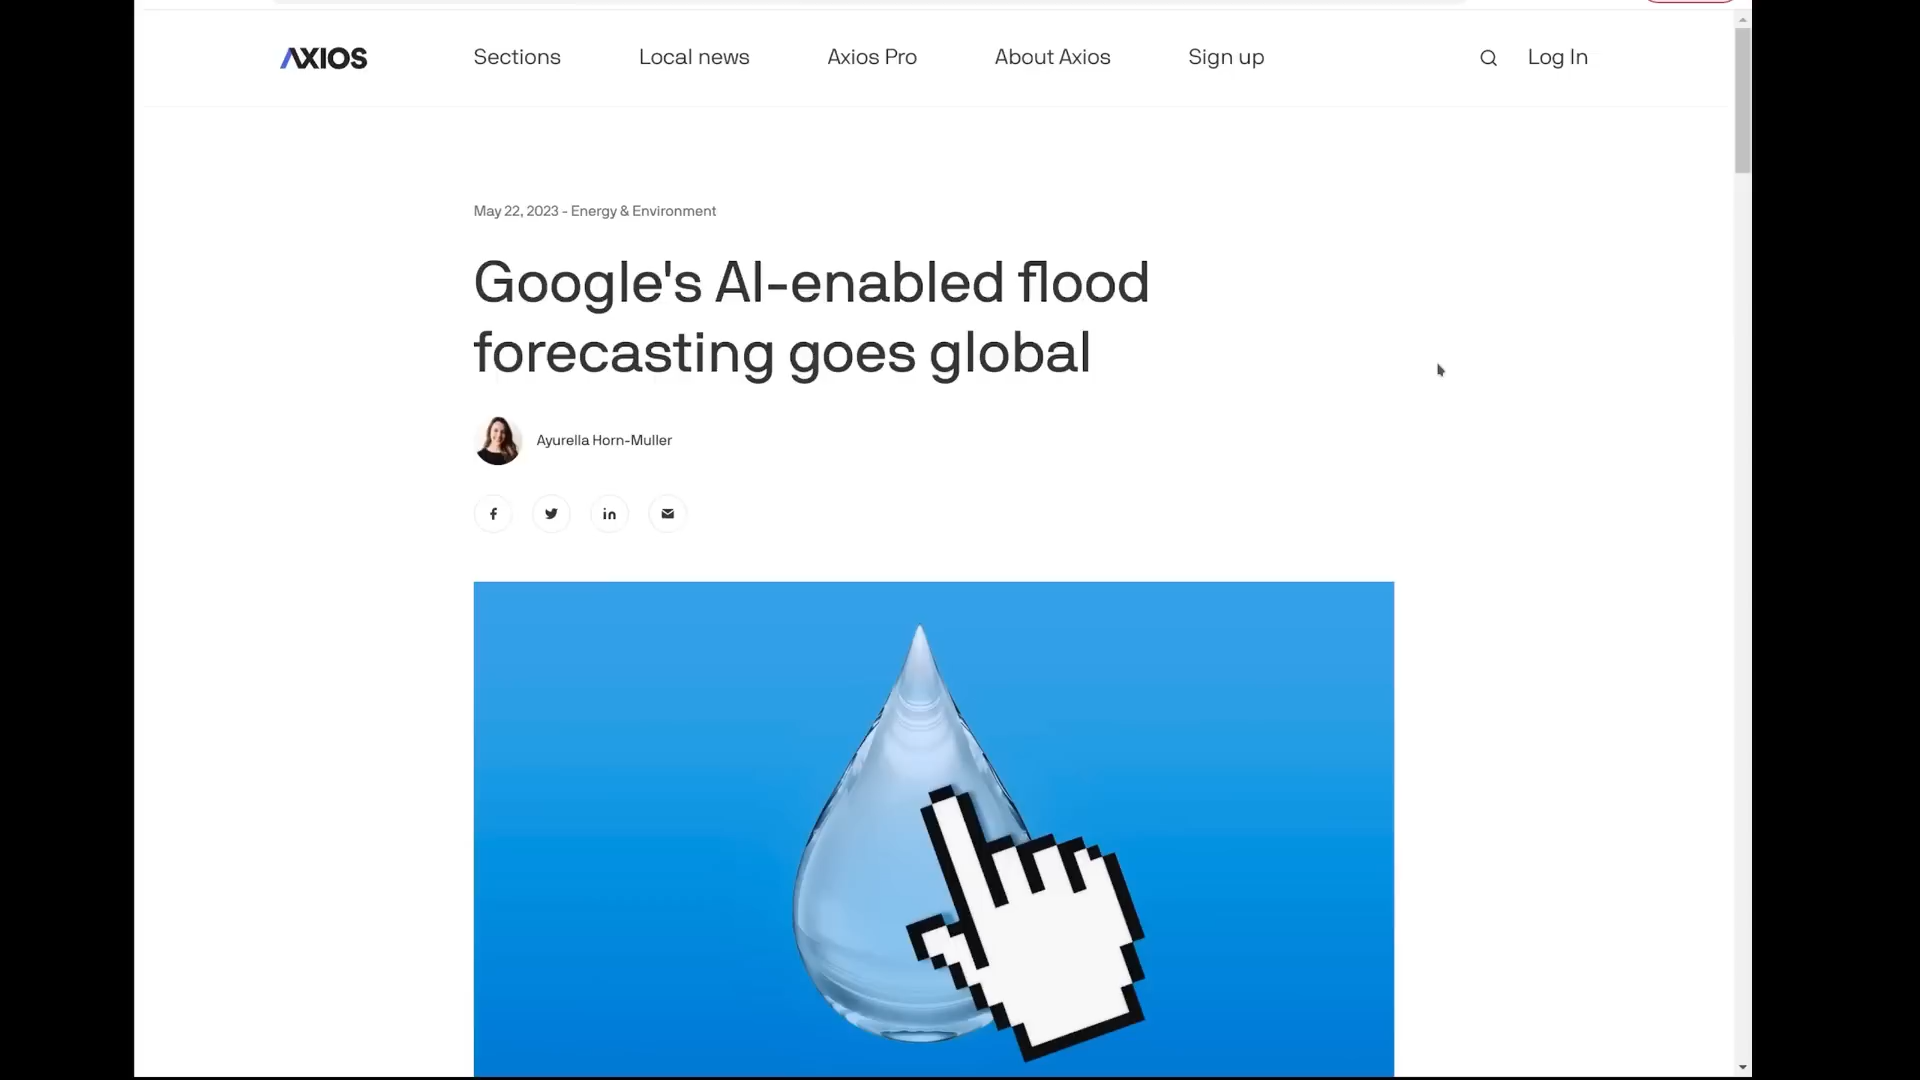 AXIOS
Sections
Local news
Axios Pro
About Axios
Sign up
Log In
May 22, 2023 - Energy & Environment
Google's AI-enabled flood
forecasting goes global
Ayurella Horn-Muller